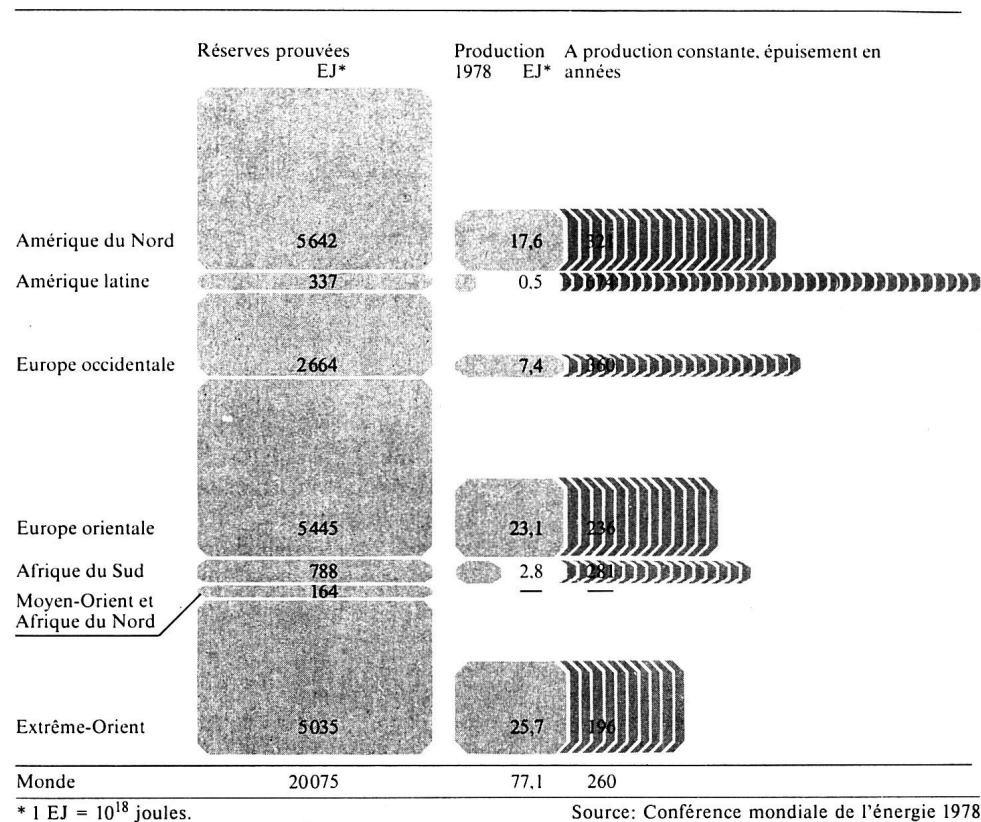 Réserves prouvées Production A production constante, épuisement en
EJ* 1978 EJ* années
Amérique du Nord 5642 17,6 321
Amérique latine 337 0.5 674
Europe occidentale 2664 7,4 360
Europe orientale 5445 23,1 236
Afrique du Sud 788 2.8 281
164
Moyen-Orient et
Afrique du Nord
Extrême-Orient 5035 25,7 196
Monde 20075 77,1 260
* 1 EJ = 10¹⁸ joules. Source: Conférence mondiale de l'énergie 1978